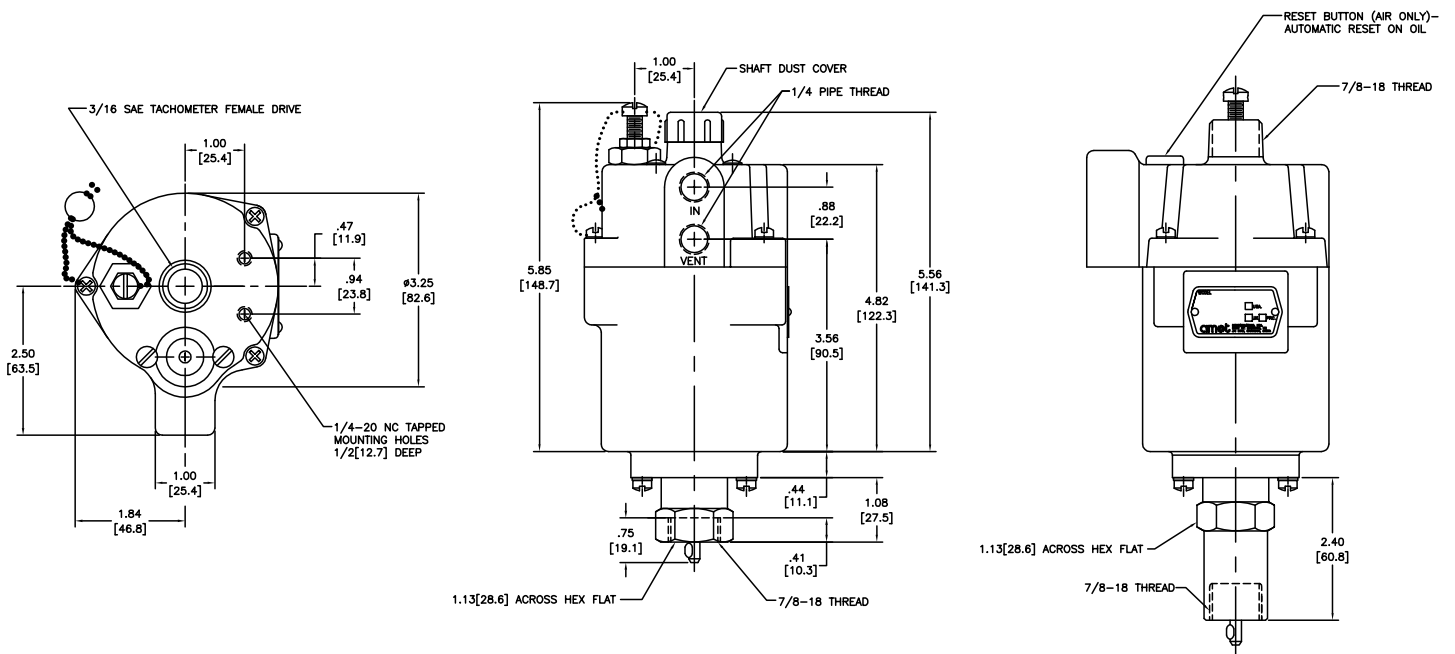 3/16 SAE TACHOMETER FEMALE DRIVE
1.00
[25.4]
.47
[11.9]
.94
[23.8]
ø3.25
[82.6]
2.50
[63.5]
1/4-20 NC TAPPED
MOUNTING HOLES
1/2[12.7] DEEP
1.00
[25.4]
1.84
[46.8]
1.00
[25.4]
SHAFT DUST COVER
1/4 PIPE THREAD
IN
VENT
.88
[22.2]
5.85
[148.7]
5.56
[141.3]
4.82
[122.3]
3.56
[90.5]
.44
[11.1]
1.08
[27.5]
.75
[19.1]
.41
[10.3]
1.13[28.6] ACROSS HEX FLAT
7/8-18 THREAD
RESET BUTTON (AIR ONLY)-
AUTOMATIC RESET ON OIL
7/8-18 THREAD
amot
1.13[28.6] ACROSS HEX FLAT
2.40
[60.8]
7/8-18 THREAD